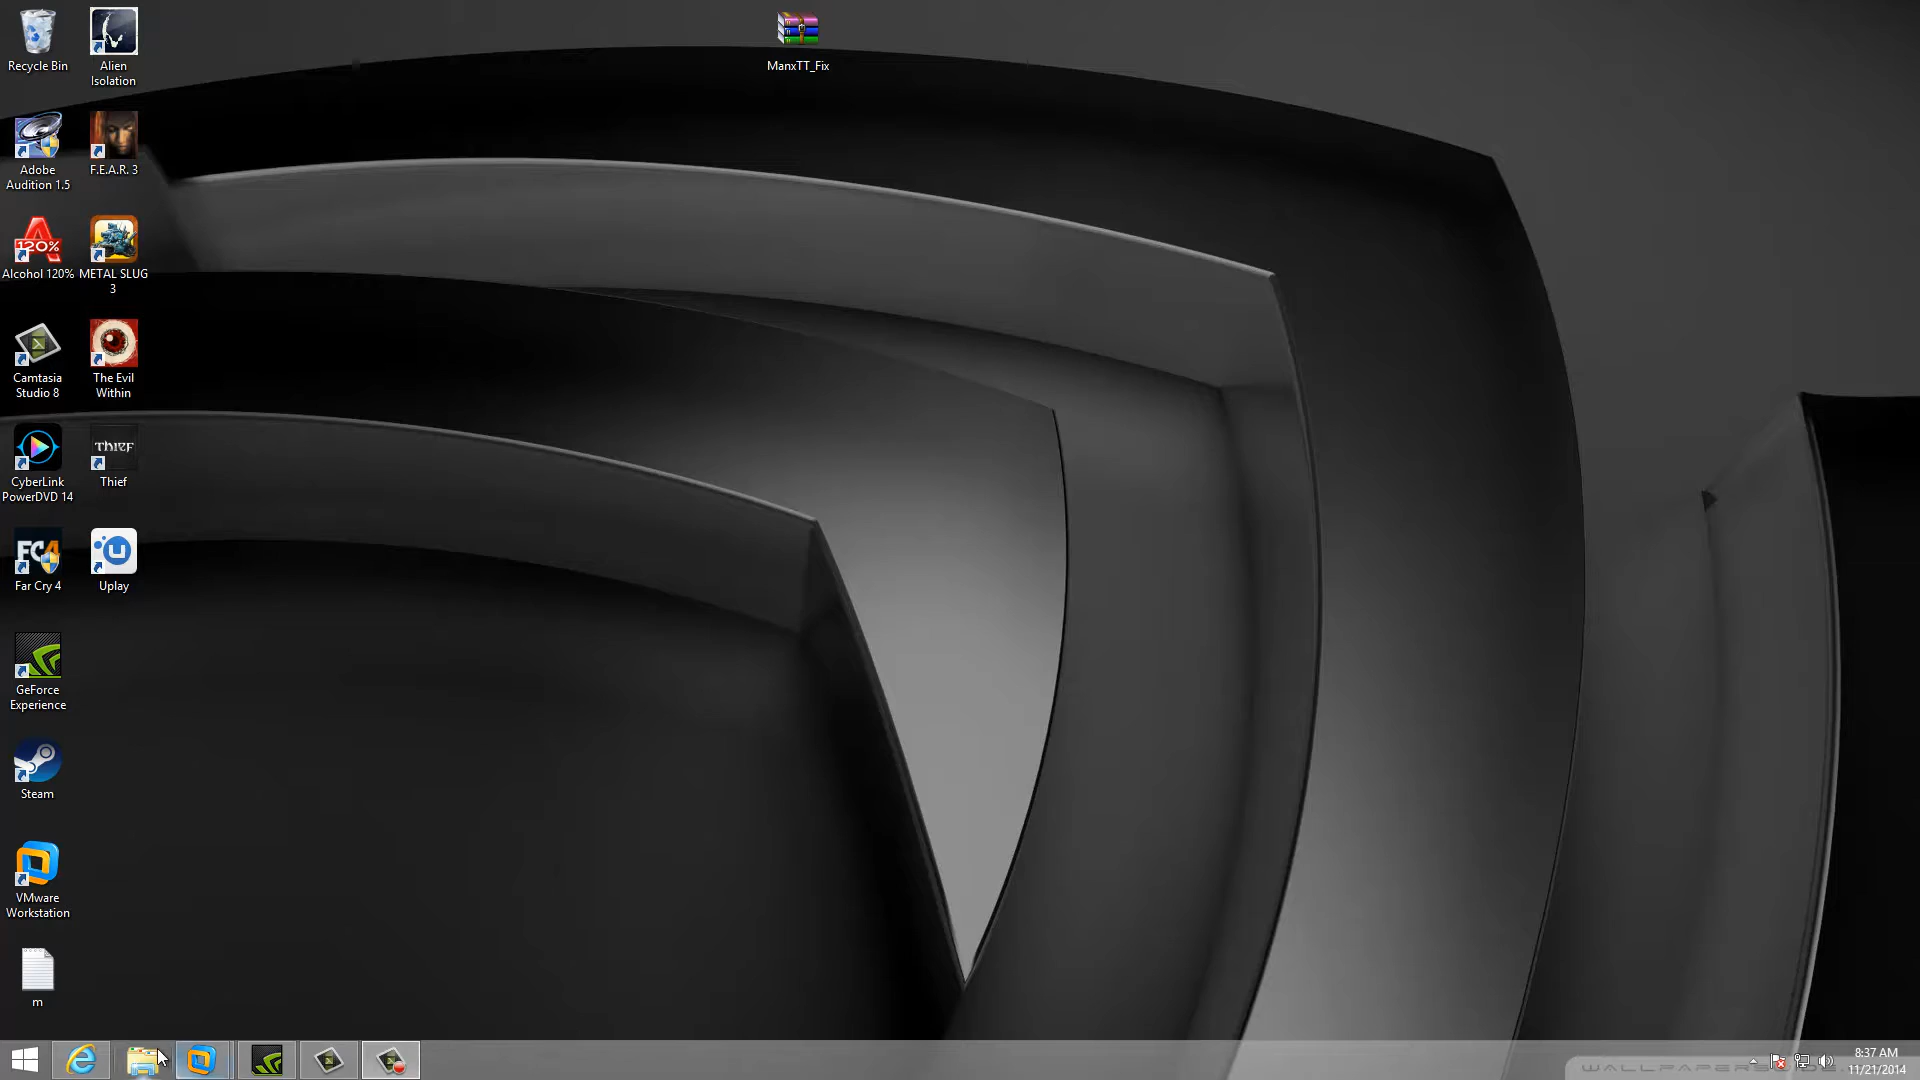 Recycle Bin
Alien
Isolation
ManxTT_Fix
Adobe
Audition 1.5
F.E.A.R. 3
120%
Alcohol 120%
METAL SLUG
3
Camtasia
Studio 8
The Evil
Within
THIEF
CyberLink
PowerDVD 14
Thief
FC4
Far Cry 4
Uplay
GeForce
Experience
Steam
VMware
Workstation
m
8:37 AM
11/21/2014